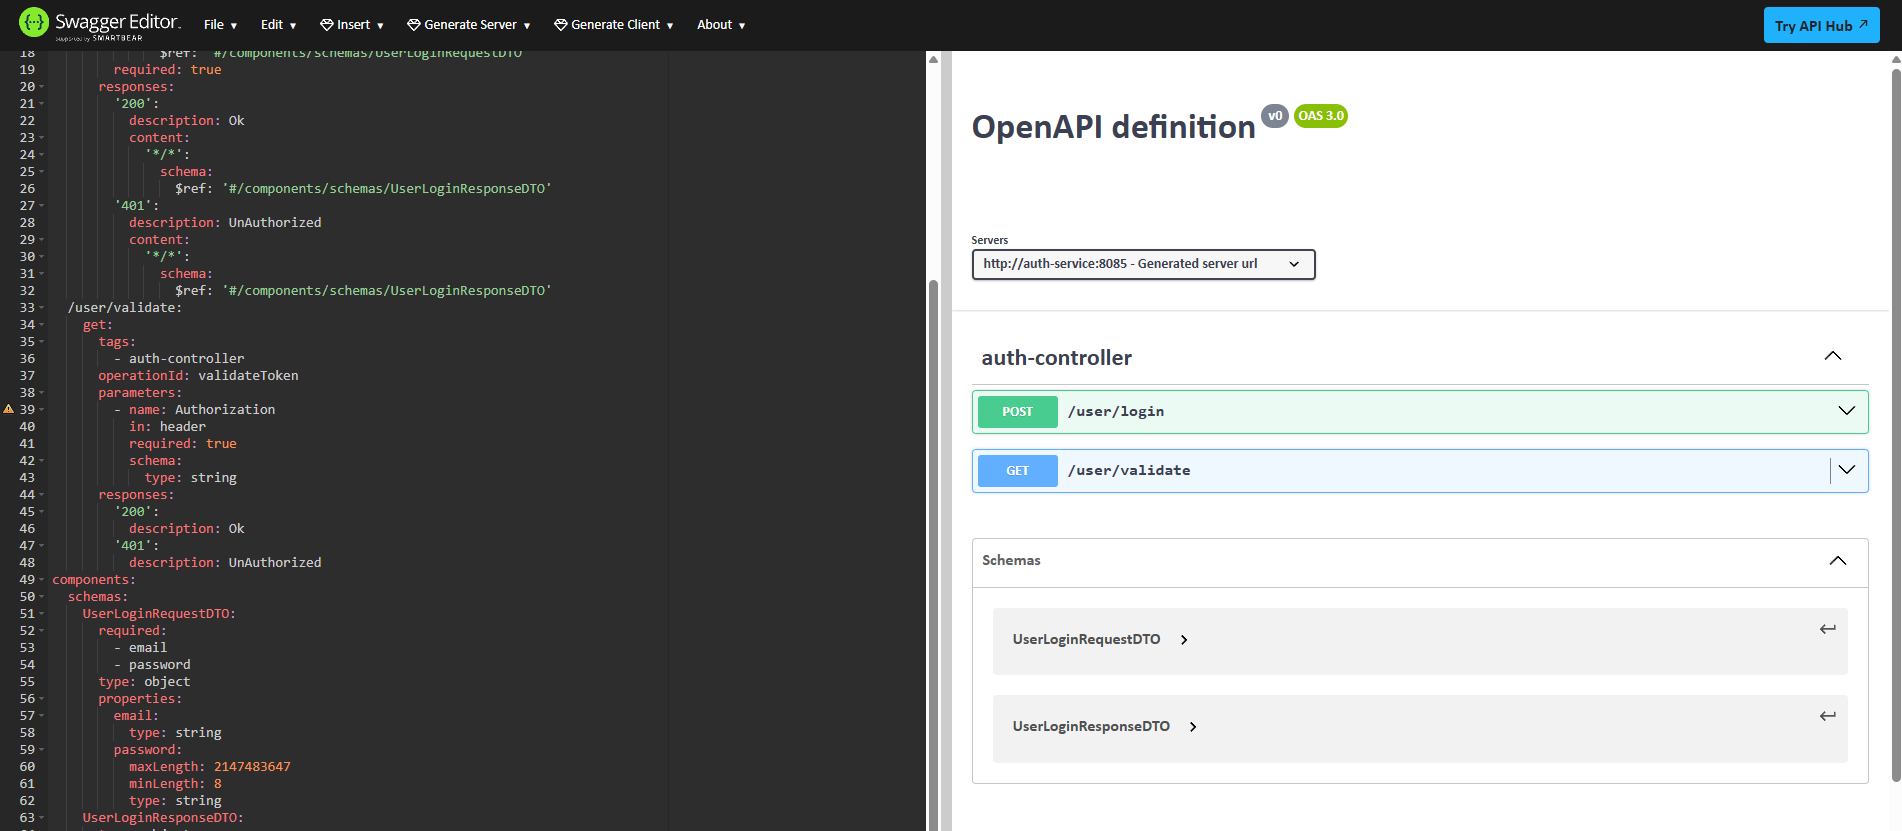 Swagger Editor.
Supported by SMARTBEAR
File ▾ Edit ▾ Insert ▾ Generate Server ▾ Generate Client ▾ About ▾
Try API Hub ↗
18 $ref: '#/components/schemas/UserLoginRequestDTO'
19 required: true
20 responses:
21 '200':
22 description: Ok
23 content:
24 '*/*':
25 schema:
26 $ref: '#/components/schemas/UserLoginResponseDTO'
27 '401':
28 description: UnAuthorized
29 content:
30 '*/*':
31 schema:
32 $ref: '#/components/schemas/UserLoginResponseDTO'
33 /user/validate:
34 get:
35 tags:
36 - auth-controller
37 operationId: validateToken
38 parameters:
39 - name: Authorization
40 in: header
41 required: true
42 schema:
43 type: string
44 responses:
45 '200':
46 description: Ok
47 '401':
48 description: UnAuthorized
49 components:
50 schemas:
51 UserLoginRequestDTO:
52 required:
53 - email
54 - password
55 type: object
56 properties:
57 email:
58 type: string
59 password:
60 maxLength: 2147483647
61 minLength: 8
62 type: string
63 UserLoginResponseDTO:
OpenAPI definition v0 OAS 3.0
Servers
http://auth-service:8085 - Generated server url
auth-controller
POST /user/login
GET /user/validate
Schemas
UserLoginRequestDTO
UserLoginResponseDTO